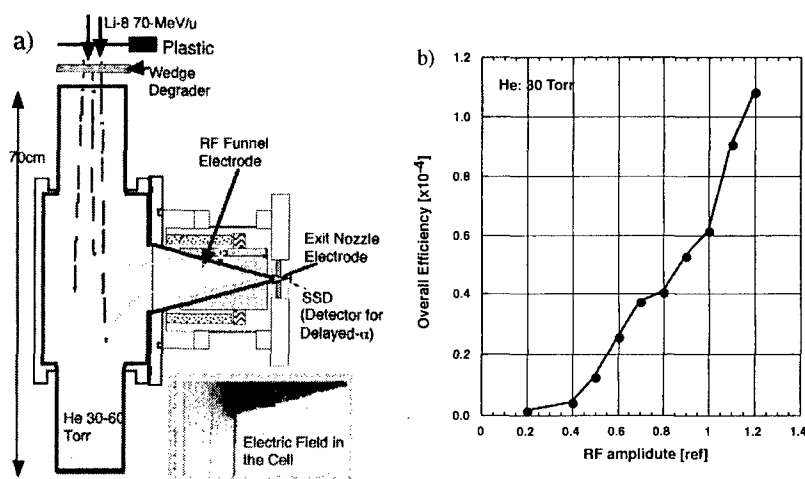 a)
Li-8 70-MeV/u
Plastic
Wedge
Degrader
70cm
RF Funnel
Electrode
Exit Nozzle
Electrode
SSD
(Detector for
Delayed-α)
He 30-60
Torr
Electric Field in
the Cell
b)
He: 30 Torr
Overall Efficiency [x10⁻⁴]
1.2
1.0
0.8
0.6
0.4
0.2
0.0
0 0.2 0.4 0.6 0.8 1 1.2 1.4
RF amplidute [ref]